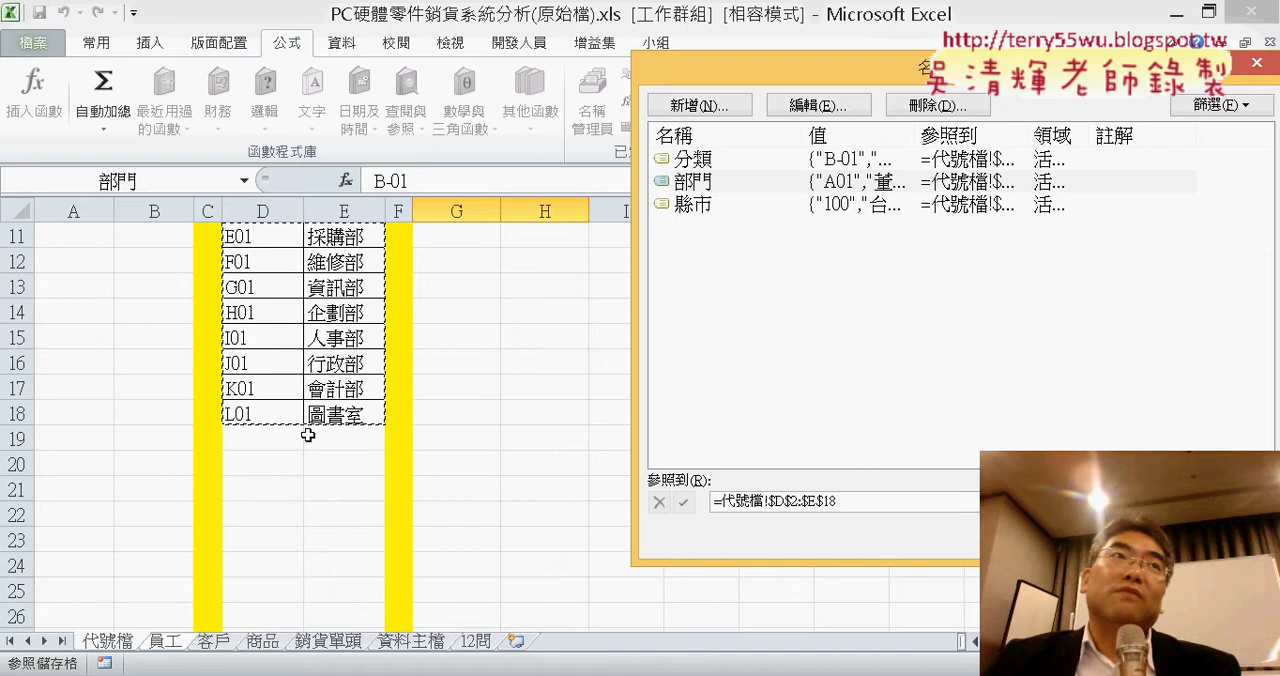 PC硬體零件銷貨系統分析(原始檔).xls [工作群組] [相容模式] - Microsoft Excel
http://terry55wu.blogspot.tw
吳清輝老師錄製
檔案 常用 插入 版面配置 公式 資料 校閱 檢視 開發人員 增益集 小組
插入函數 自動加總 最近用過的函數 財務 邏輯 文字 日期及時間 查閱與參照 數學與三角函數 其他函數 名稱管理員
函數程式庫
部門 fx B-01
A B C D E F G H I
11 E01 採購部
12 F01 維修部
13 G01 資訊部
14 H01 企劃部
15 I01 人事部
16 J01 行政部
17 K01 會計部
18 L01 圖書室
19
20
21
22
23
24
25
26
新增(N)... 編輯(E)... 刪除(D)... 篩選(F)
名稱 值 參照到 領域 註解
分類 {"B-01","... =代號檔!$... 活...
部門 {"A01","董... =代號檔!$... 活...
縣市 {"100","台... =代號檔!$... 活...
參照到(R):
=代號檔!$D$2:$E$18
代號檔 員工 客戶 商品 銷貨單頭 資料主檔 12問
參照儲存格